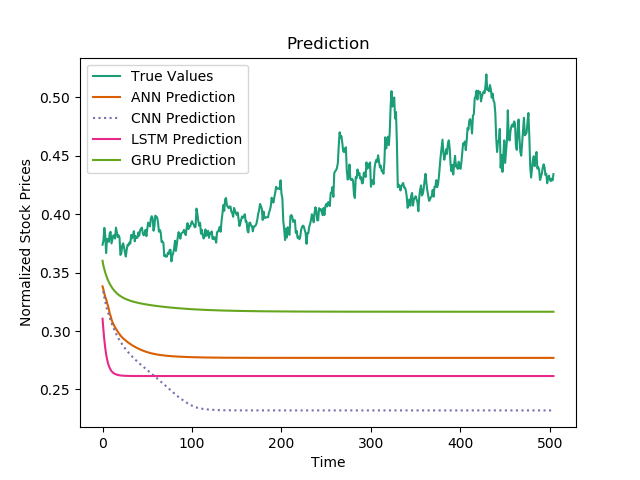 Prediction
True Values
ANN Prediction
CNN Prediction
LSTM Prediction
GRU Prediction
Normalized Stock Prices
0.50
0.45
0.40
0.35
0.30
0.25
0
100
200
300
400
500
Time